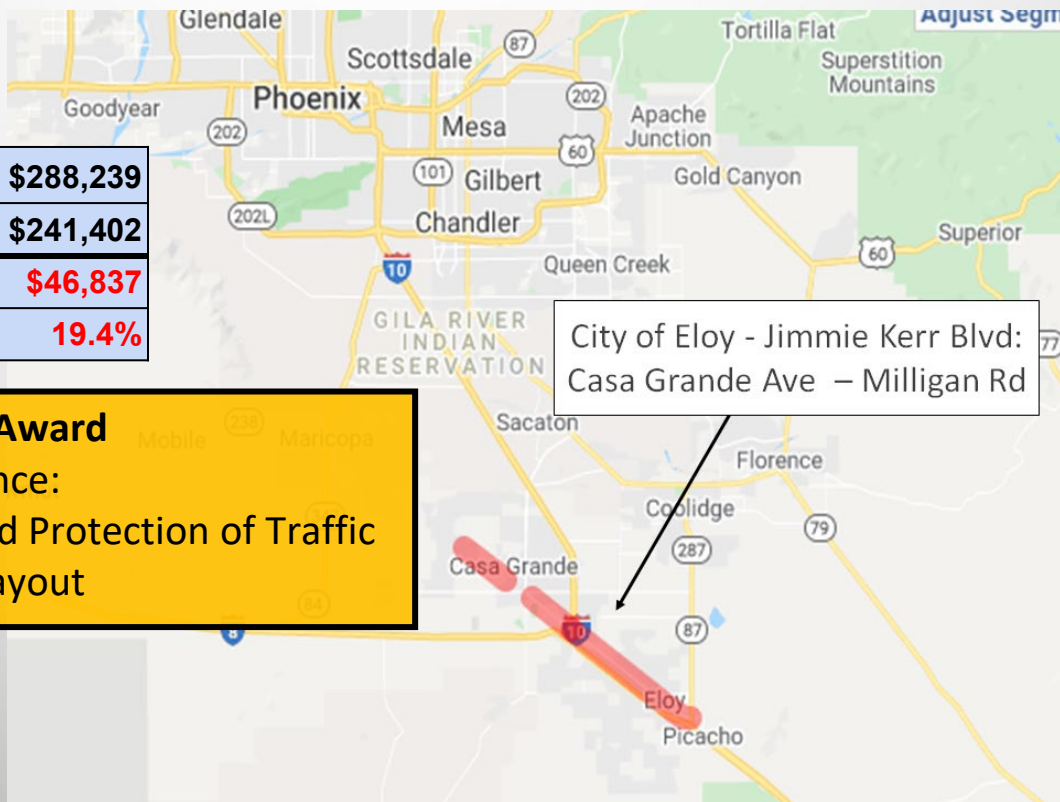 Glendale
Adjust Segm
Tortilla Flat
87
Scottsdale
Superstition
Mountains
Phoenix
Goodyear
202
Apache
Junction
202
Mesa
60
$288,239
101
Gilbert
Gold Canyon
$241,402
202L
Chandler
Superior
60
$46,837
10
Queen Creek
19.4%
GILA RIVER
INDIAN
RESERVATION
City of Eloy - Jimmie Kerr Blvd:
Casa Grande Ave – Milligan Rd
77
Award
nce:
d Protection of Traffic
ayout
238
Mobile
Maricopa
Sacaton
Florence
Coolidge
79
287
Casa Grande
84
8
10
87
Eloy
Picacho